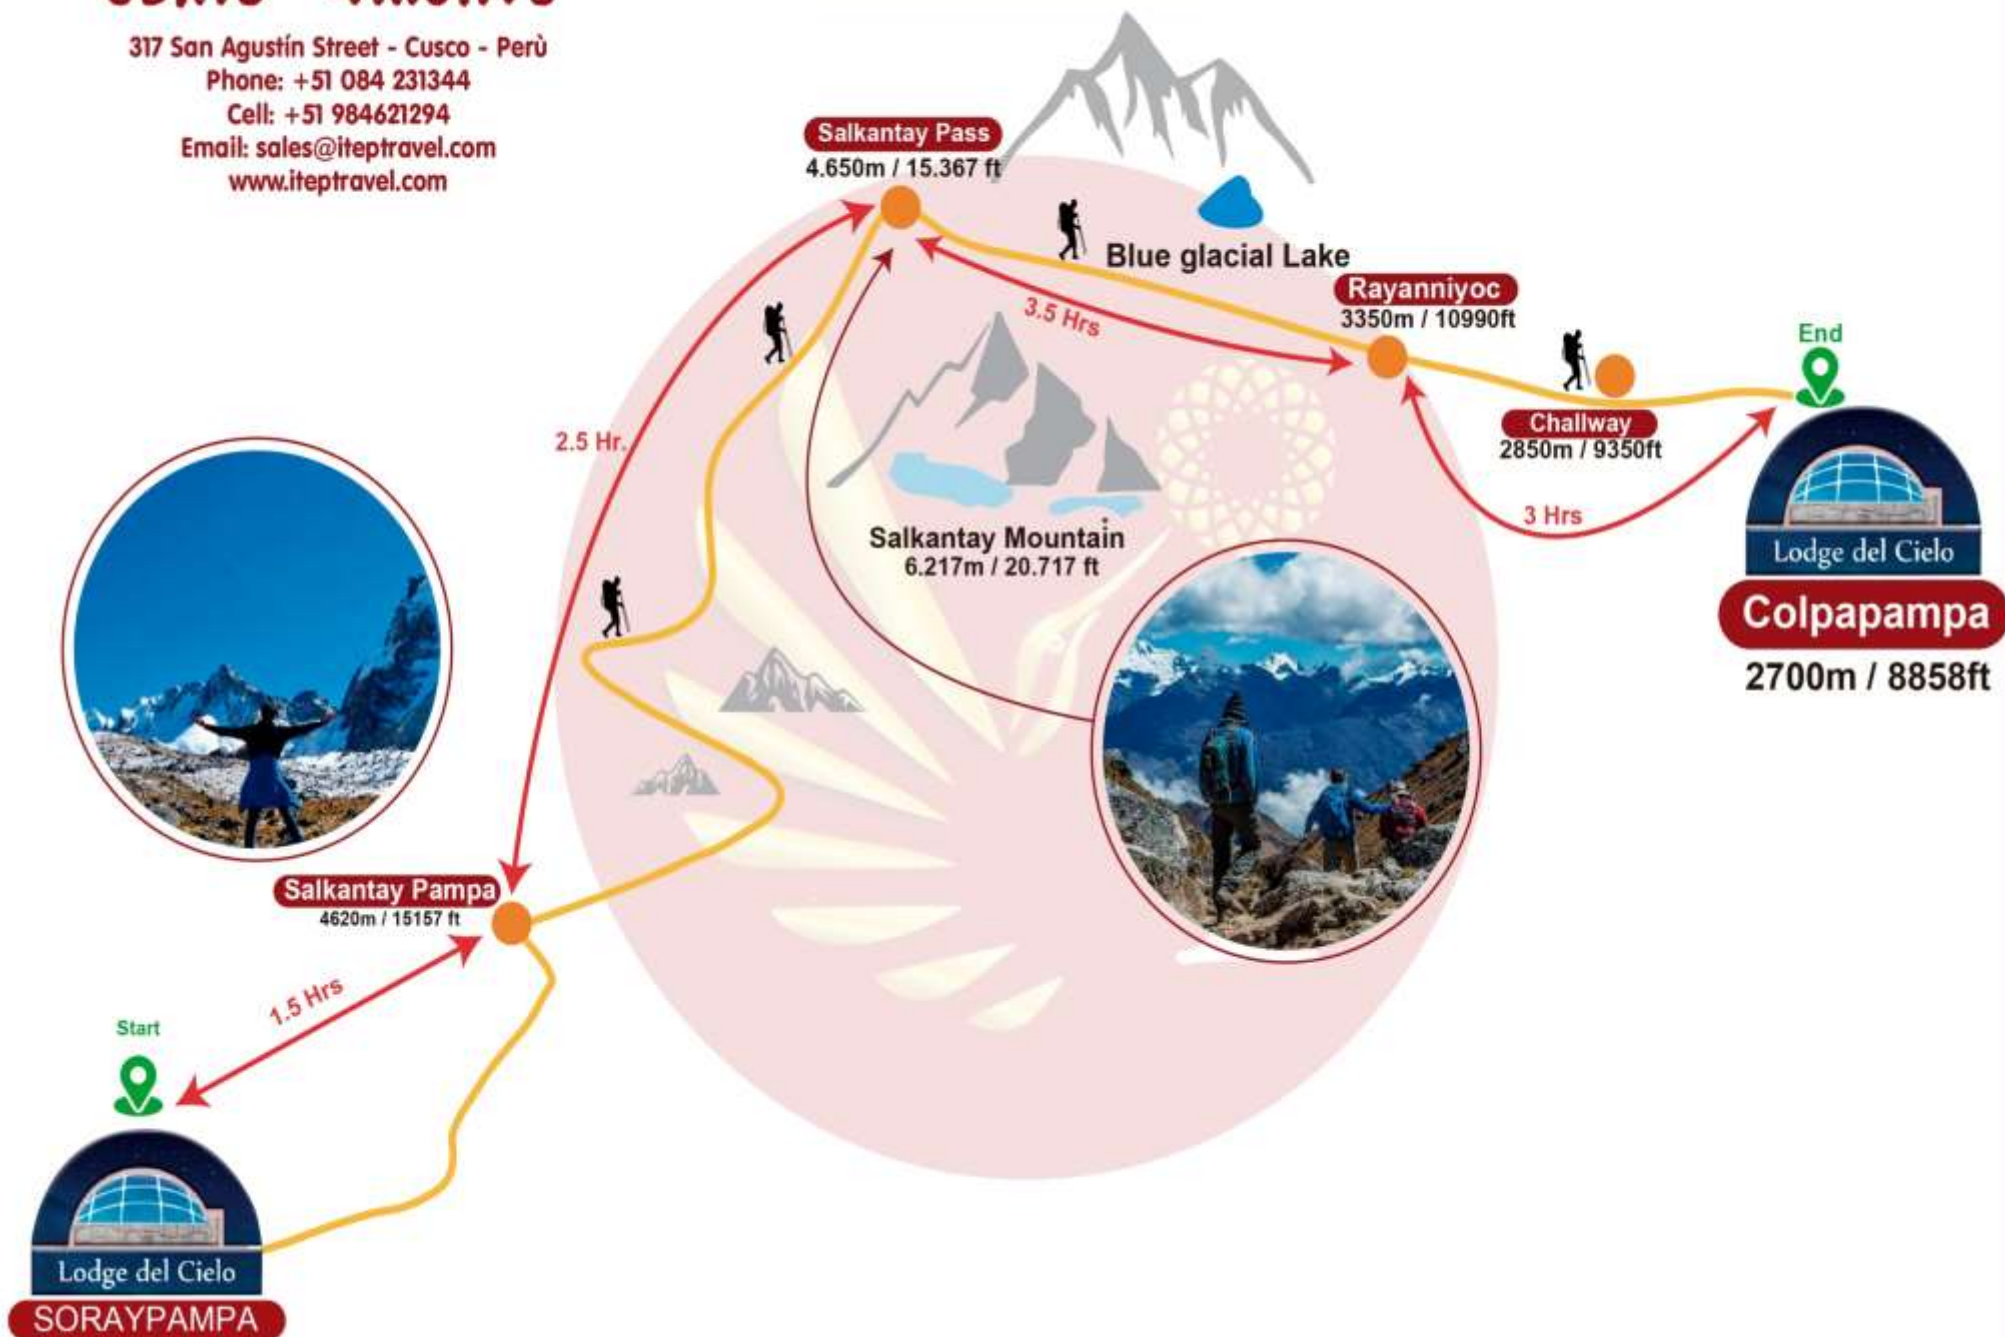 317 San Agustín Street - Cusco - Perù
Phone: +51 084 231344
Cell: +51 984621294
Email: sales@iteptravel.com
www.iteptravel.com
Salkantay Pass
4.650m / 15.367 ft
Blue glacial Lake
Rayanniyoc
3350m / 10990ft
3.5 Hrs
End
Challway
2850m / 9350ft
2.5 Hr.
3 Hrs
Salkantay Mountain
6.217m / 20.717 ft
Lodge del Cielo
Colpapampa
2700m / 8858ft
Salkantay Pampa
4620m / 15157 ft
1.5 Hrs
Start
Lodge del Cielo
SORAYPAMPA